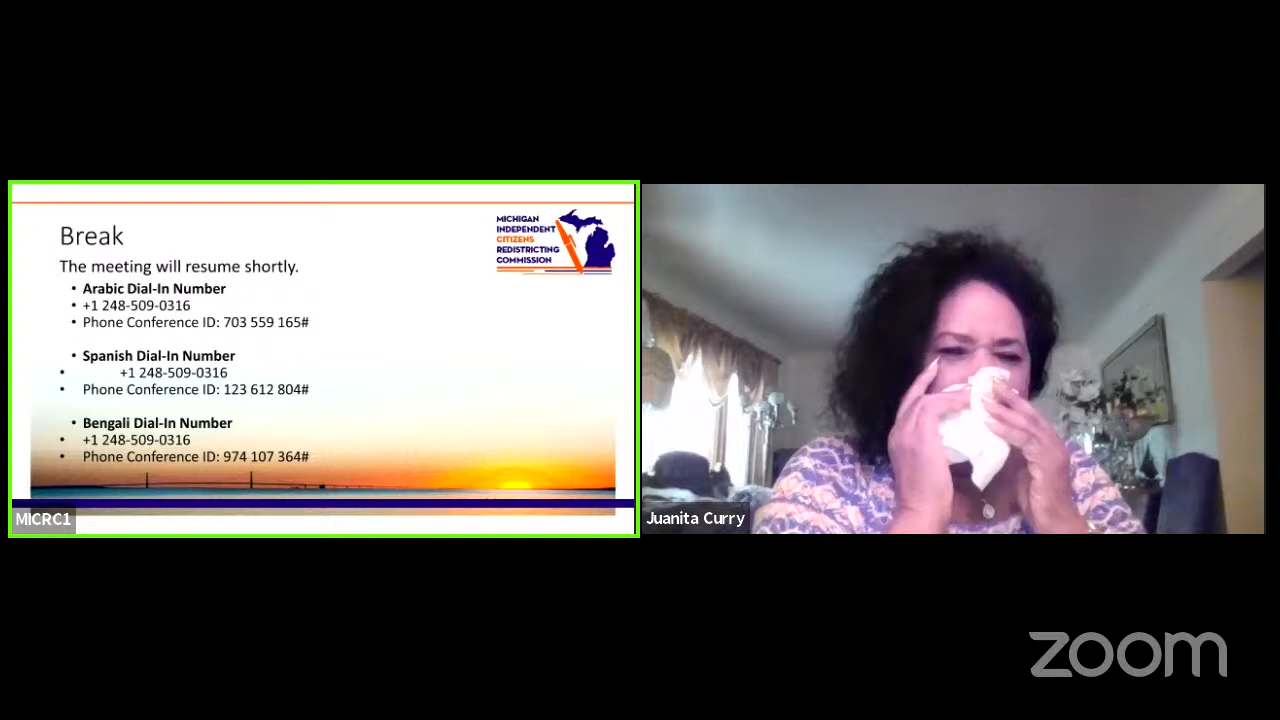 Break
The meeting will resume shortly.
• Arabic Dial-In Number
• +1 248-509-0316
• Phone Conference ID: 703 559 165#
• Spanish Dial-In Number
• +1 248-509-0316
• Phone Conference ID: 123 612 804#
• Bengali Dial-In Number
• +1 248-509-0316
• Phone Conference ID: 974 107 364#
MICHIGAN
INDEPENDENT
CITIZENS
REDISTRICTING
COMMISSION
MICRC1
Juanita Curry
zoom